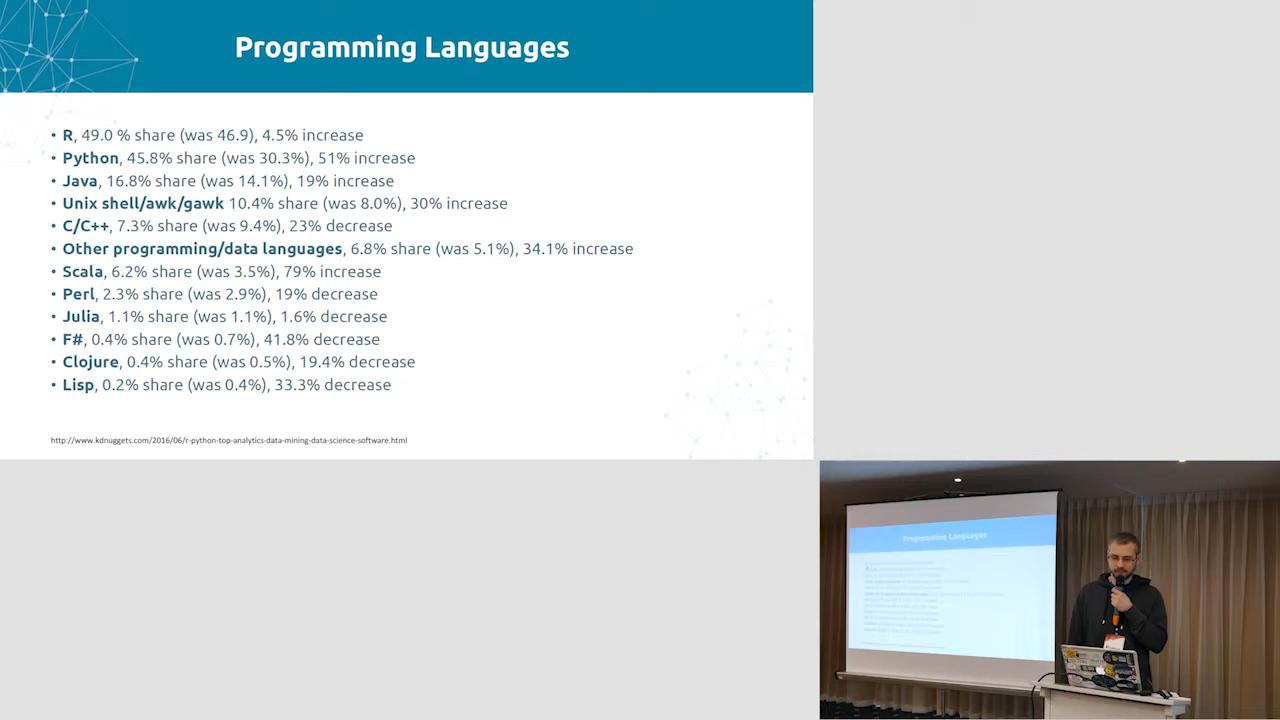 Programming Languages
• R, 49.0 % share (was 46.9), 4.5% increase
• Python, 45.8% share (was 30.3%), 51% increase
• Java, 16.8% share (was 14.1%), 19% increase
• Unix shell/awk/gawk 10.4% share (was 8.0%), 30% increase
• C/C++, 7.3% share (was 9.4%), 23% decrease
• Other programming/data languages, 6.8% share (was 5.1%), 34.1% increase
• Scala, 6.2% share (was 3.5%), 79% increase
• Perl, 2.3% share (was 2.9%), 19% decrease
• Julia, 1.1% share (was 1.1%), 1.6% decrease
• F#, 0.4% share (was 0.7%), 41.8% decrease
• Clojure, 0.4% share (was 0.5%), 19.4% decrease
• Lisp, 0.2% share (was 0.4%), 33.3% decrease
http://www.kdnuggets.com/2016/06/r-python-top-analytics-data-mining-data-science-software.html
Programming Languages